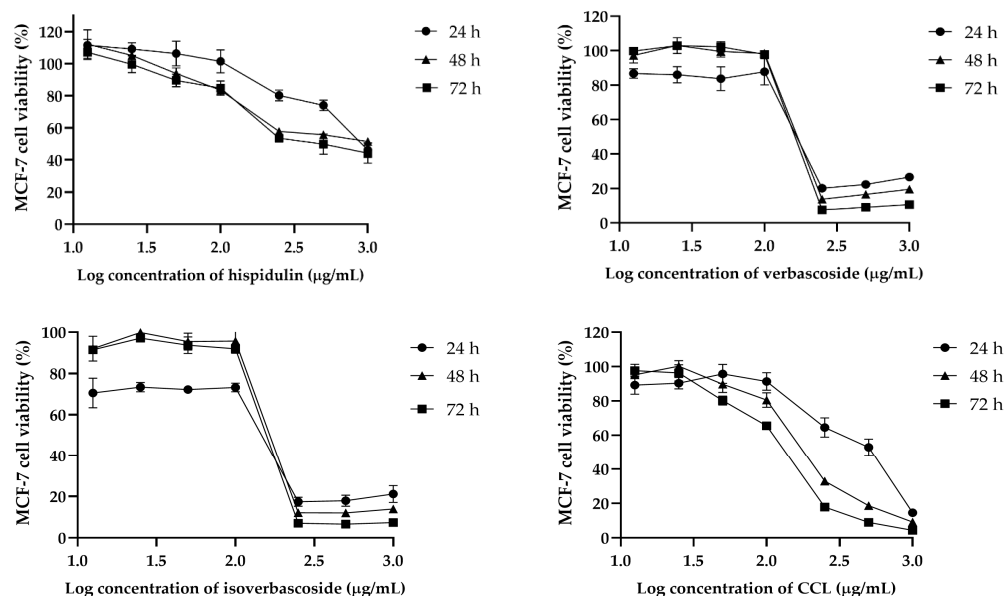 MCF-7 cell viability (%)
120
100
80
60
40
20
0
1.0 1.5 2.0 2.5 3.0
Log concentration of hispidulin (μg/mL)
24 h
48 h
72 h
MCF-7 cell viability (%)
120
100
80
60
40
20
0
1.0 1.5 2.0 2.5 3.0
Log concentration of verbascoside (μg/mL)
24 h
48 h
72 h
MCF-7 cell viability (%)
100
80
60
40
20
0
1.0 1.5 2.0 2.5 3.0
Log concentration of isoverbascoside (μg/mL)
24 h
48 h
72 h
MCF-7 cell viability (%)
120
100
80
60
40
20
0
1.0 1.5 2.0 2.5 3.0
Log concentration of CCL (μg/mL)
24 h
48 h
72 h